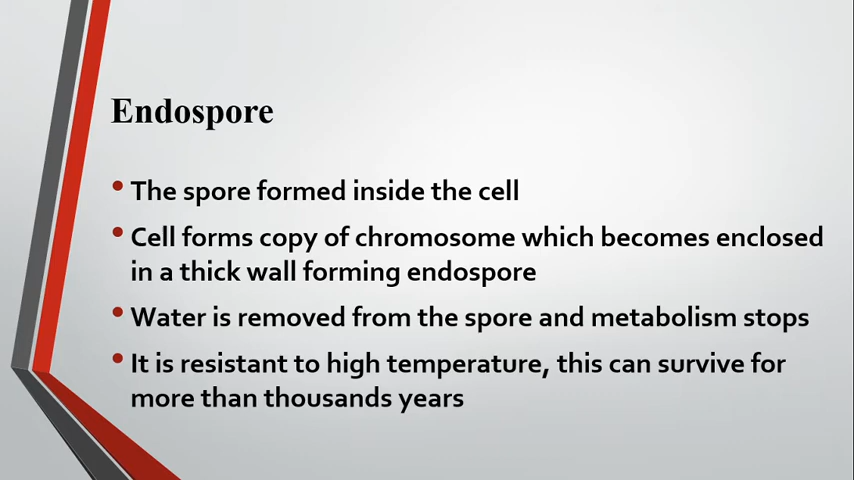 Endospore
• The spore formed inside the cell
• Cell forms copy of chromosome which becomes enclosed
in a thick wall forming endospore
• Water is removed from the spore and metabolism stops
• It is resistant to high temperature, this can survive for
more than thousands years